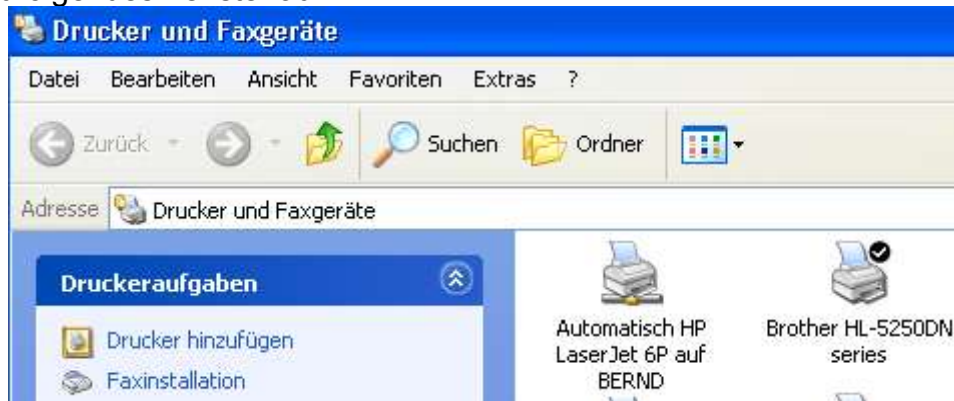 Drucker und Faxgeräte
Datei Bearbeiten Ansicht Favoriten Extras ?
Zurück Suchen Ordner
Adresse Drucker und Faxgeräte
Druckeraufgaben
Drucker hinzufügen
Faxinstallation
Automatisch HP
LaserJet 6P auf
BERND
Brother HL-5250DN
series